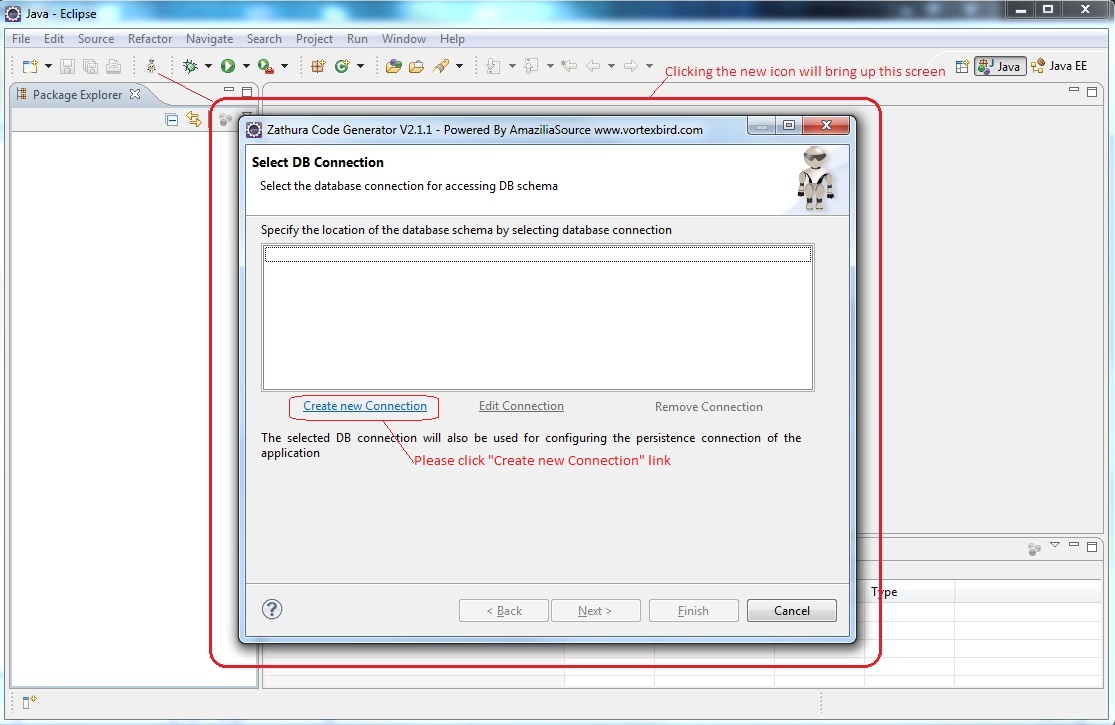 Java - Eclipse
File Edit Source Refactor Navigate Search Project Run Window Help
Clicking the new icon will bring up this screen
Java
Java EE
Package Explorer
Zathura Code Generator V2.1.1 - Powered By AmaziliaSource www.vortexbird.com
Select DB Connection
Select the database connection for accessing DB schema
Specify the location of the database schema by selecting database connection
Create new Connection
Edit Connection
Remove Connection
The selected DB connection will also be used for configuring the persistence connection of the
application
Please click "Create new Connection" link
Type
?
< Back
Next >
Finish
Cancel